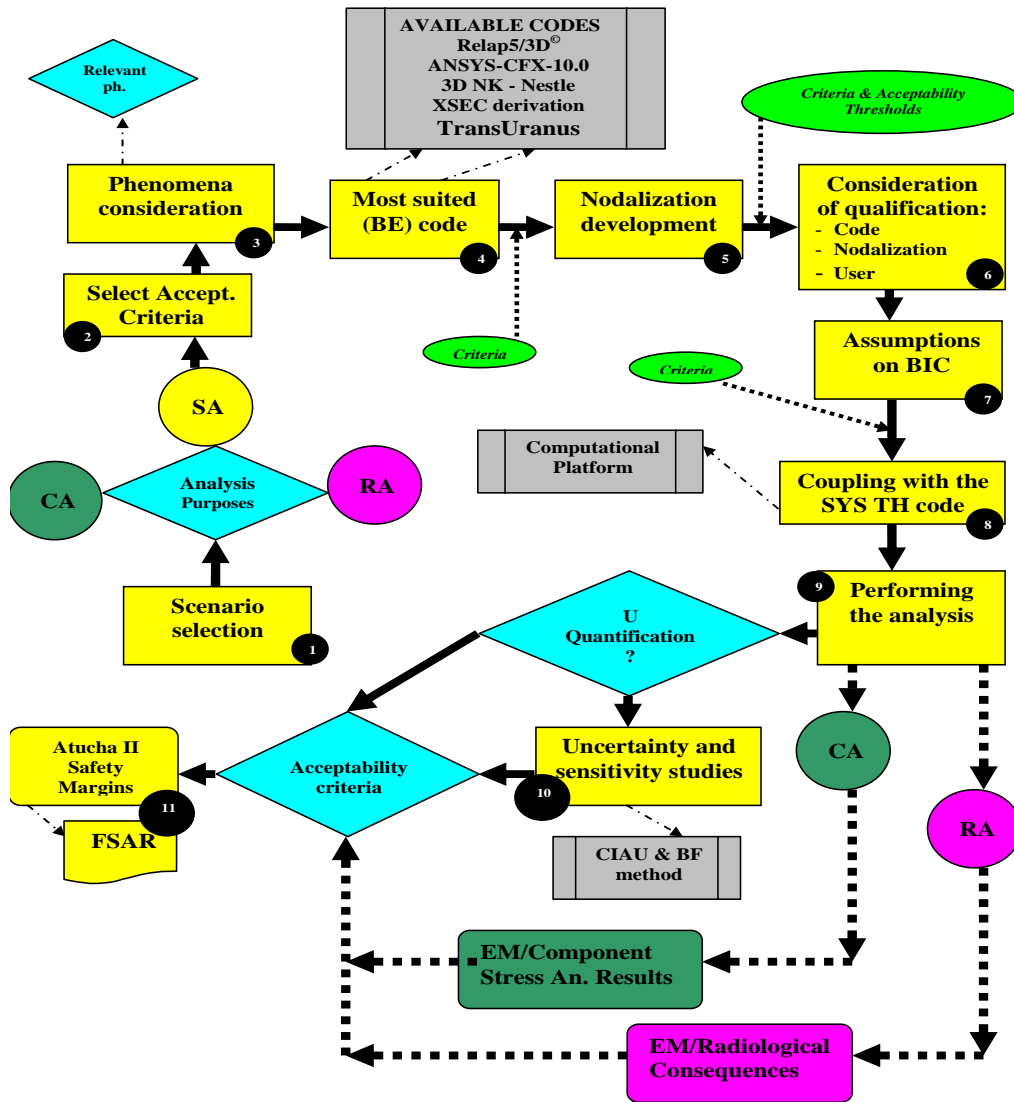 AVAILABLE CODES
Relap5/3D©
ANSYS-CFX-10.0
3D NK - Nestle
XSEC derivation
TransUranus
Relevant
ph.
Criteria & Acceptability
Thresholds
Phenomena
consideration
3
Most suited
(BE) code
4
Nodalization
development
5
Consideration
of qualification:
- Code
- Nodalization
- User
6
Select Accept.
Criteria
2
Criteria
Assumptions
on BIC
7
Criteria
SA
CA
Analysis
Purposes
RA
Computational
Platform
Coupling with the
SYS TH code
8
Scenario
selection
1
U
Quantification
?
9
Performing
the analysis
Atucha II
Safety
Margins
11
FSAR
Acceptability
criteria
Uncertainty and
sensitivity studies
10
CA
RA
CIAU & BF
method
EM/Component
Stress An. Results
EM/Radiological
Consequences